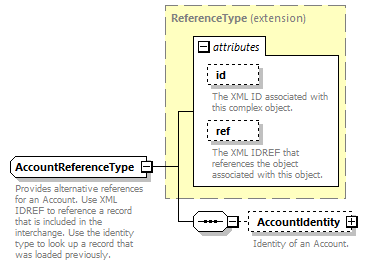 ReferenceType (extension)
attributes
id
The XML ID associated with
this complex object.
ref
The XML IDREF that
references the object
associated with this object.
AccountReferenceType
Provides alternative references
for an Account. Use XML
IDREF to reference a record
that is included in the
interchange. Use the identity
type to look up a record that
was loaded previously.
AccountIdentity
Identity of an Account.